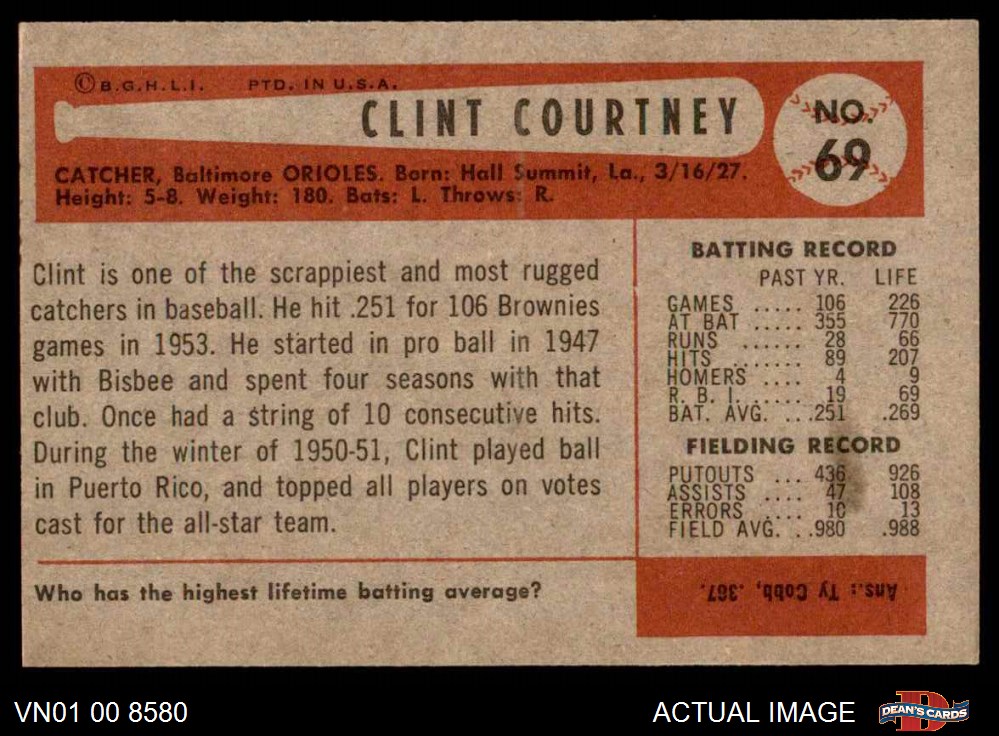 © B.G.H.L.I. PTD. IN U.S.A.
CLINT COURTNEY
NO.
69
CATCHER, Baltimore ORIOLES. Born: Hall Summit, La., 3/16/27.
Height: 5-8. Weight: 180. Bats: L. Throws: R.
Clint is one of the scrappiest and most rugged
catchers in baseball. He hit .251 for 106 Brownies
games in 1953. He started in pro ball in 1947
with Bisbee and spent four seasons with that
club. Once had a string of 10 consecutive hits.
During the winter of 1950-51, Clint played ball
in Puerto Rico, and topped all players on votes
cast for the all-star team.
Who has the highest lifetime batting average?
BATTING RECORD
PAST YR. LIFE
GAMES ..... 106 226
AT BAT ..... 355 770
RUNS ...... 28 66
HITS ...... 89 207
HOMERS .... 4 9
R. B. I. ..... 19 69
BAT. AVG. ...251 .269
FIELDING RECORD
PUTOUTS ... 436 926
ASSISTS .... 47 108
ERRORS .... 10 13
FIELD AVG. ..980 .988
Ans.: Ty Cobb, .367.
VN01 00 8580
ACTUAL IMAGE
D
DEAN'S CARDS